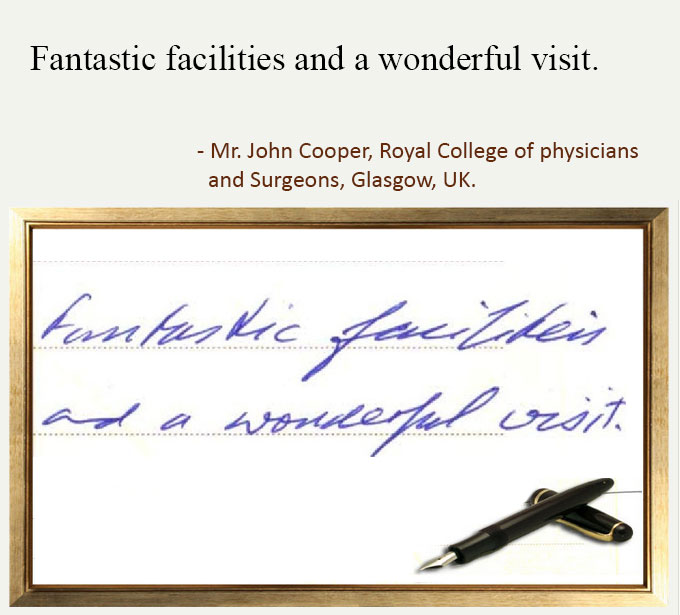 Fantastic facilities and a wonderful visit.
- Mr. John Cooper, Royal College of physicians
and Surgeons, Glasgow, UK.
Fantastic facilities
and a wonderful visit.